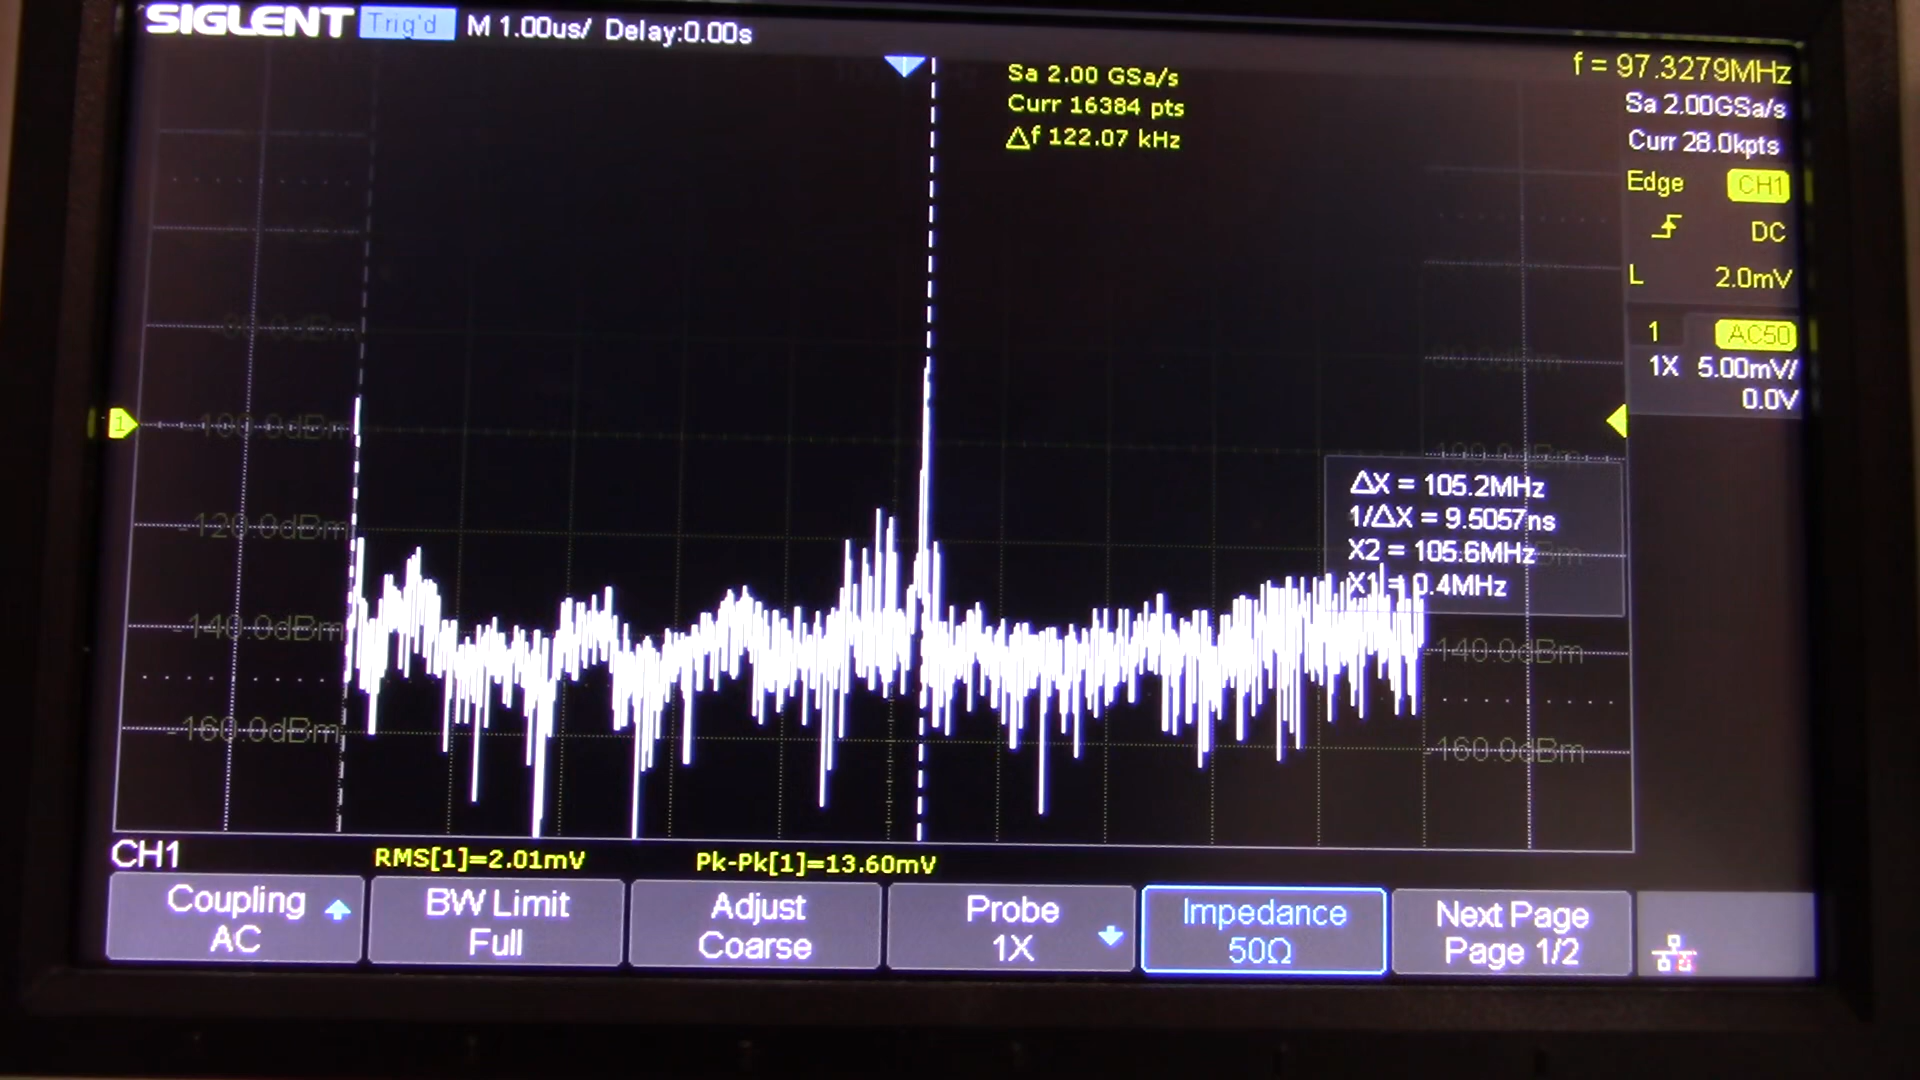 SIGLENT Trig'd M 1.00us/ Delay:0.00s
f = 97.3279MHz
Sa 2.00 GSa/s
Curr 16384 pts
Δf 122.07 kHz
Sa 2.00GSa/s
Curr 28.0kpts
Edge CH1
DC
L 2.0mV
1 AC50
1X 5.00mV/
0.0V
1
-100.0dBm
-120.0dBm
-140.0dBm
-160.0dBm
ΔX = 105.2MHz
1/ΔX = 9.5057ns
X2 = 105.6MHz
X1 = 0.4MHz
-140.0dBm
-160.0dBm
CH1
RMS[1]=2.01mV Pk-Pk[1]=13.60mV
Coupling
AC
BW Limit
Full
Adjust
Coarse
Probe
1X
Impedance
50Ω
Next Page
Page 1/2